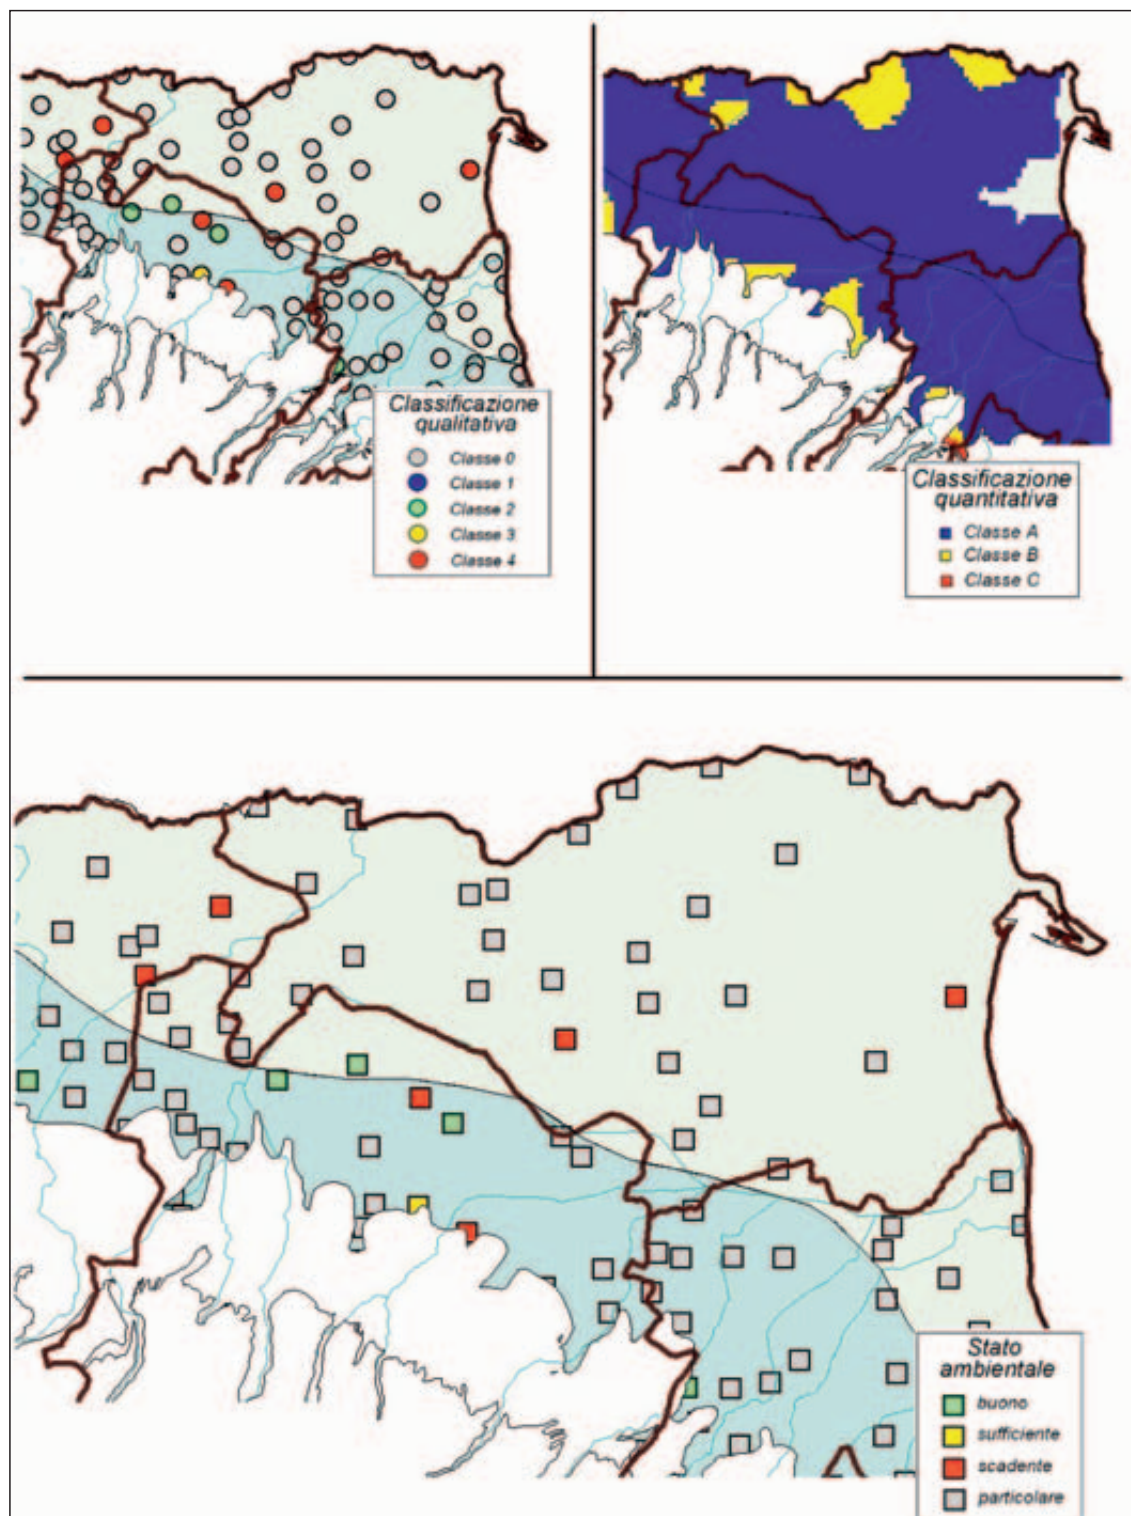 Classificazione
qualitativa
Classe 0
Classe 1
Classe 2
Classe 3
Classe 4
Classificazione
quantitativa
Classe A
Classe B
Classe C
Stato
ambientale
buono
sufficiente
scadente
particolare